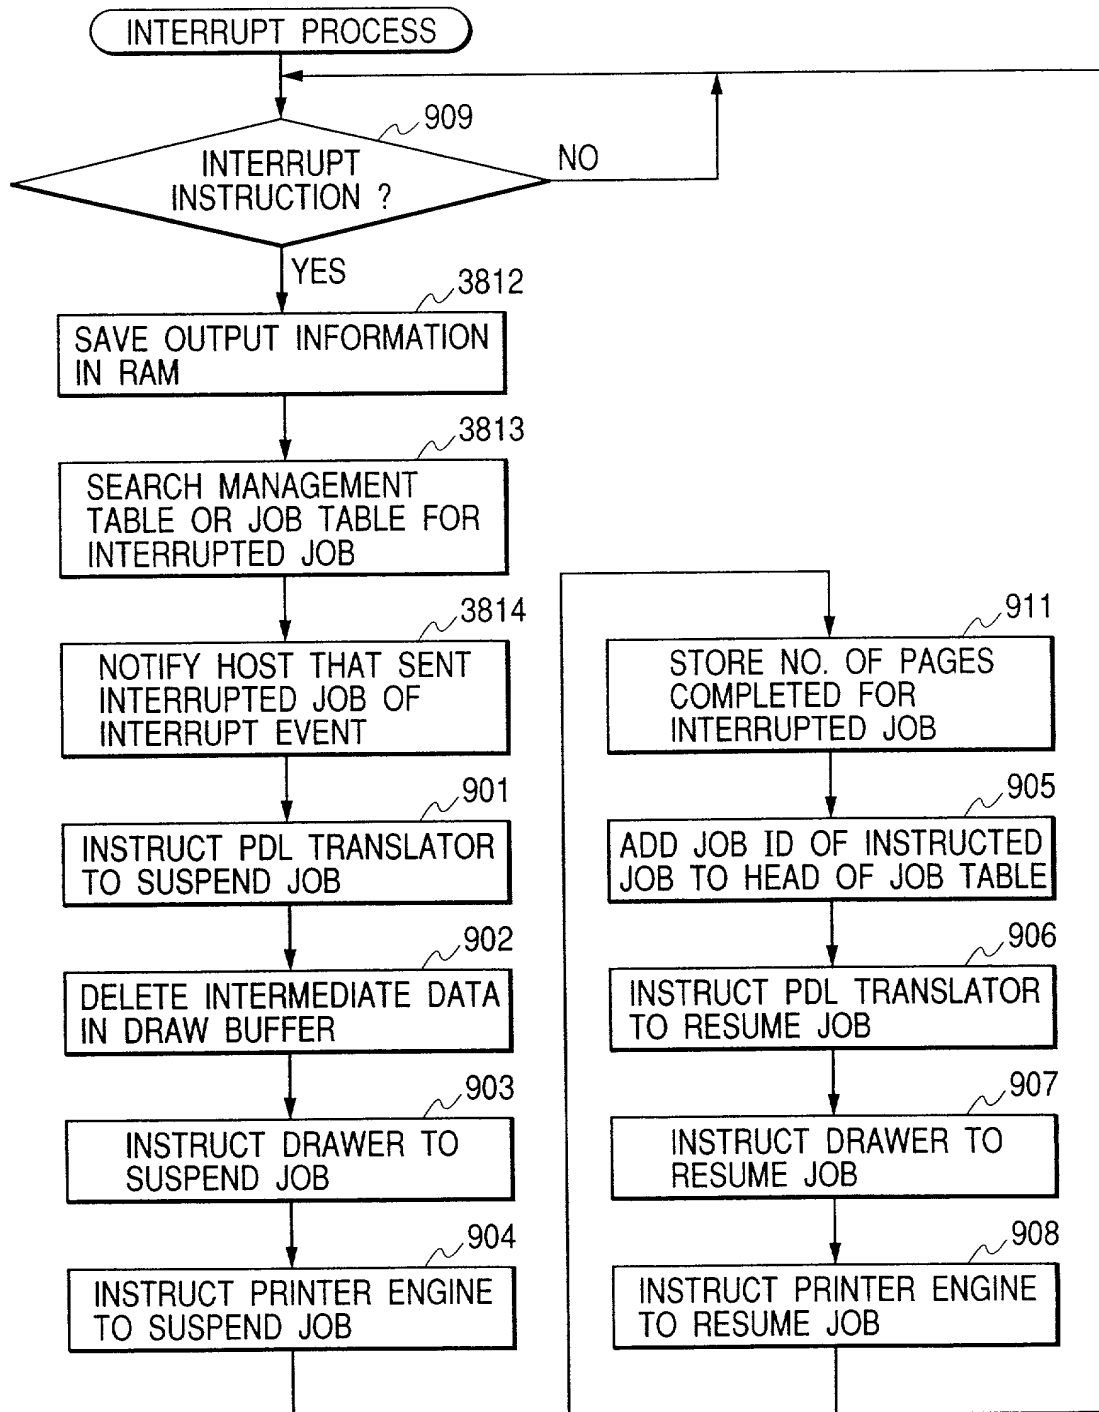 INTERRUPT PROCESS
909
INTERRUPT
INSTRUCTION ?
NO
YES
3812
SAVE OUTPUT INFORMATION
IN RAM
3813
SEARCH MANAGEMENT
TABLE OR JOB TABLE FOR
INTERRUPTED JOB
3814
NOTIFY HOST THAT SENT
INTERRUPTED JOB OF
INTERRUPT EVENT
901
INSTRUCT PDL TRANSLATOR
TO SUSPEND JOB
902
DELETE INTERMEDIATE DATA
IN DRAW BUFFER
903
INSTRUCT DRAWER TO
SUSPEND JOB
904
INSTRUCT PRINTER ENGINE
TO SUSPEND JOB
911
STORE NO. OF PAGES
COMPLETED FOR
INTERRUPTED JOB
905
ADD JOB ID OF INSTRUCTED
JOB TO HEAD OF JOB TABLE
906
INSTRUCT PDL TRANSLATOR
TO RESUME JOB
907
INSTRUCT DRAWER TO
RESUME JOB
908
INSTRUCT PRINTER ENGINE
TO RESUME JOB